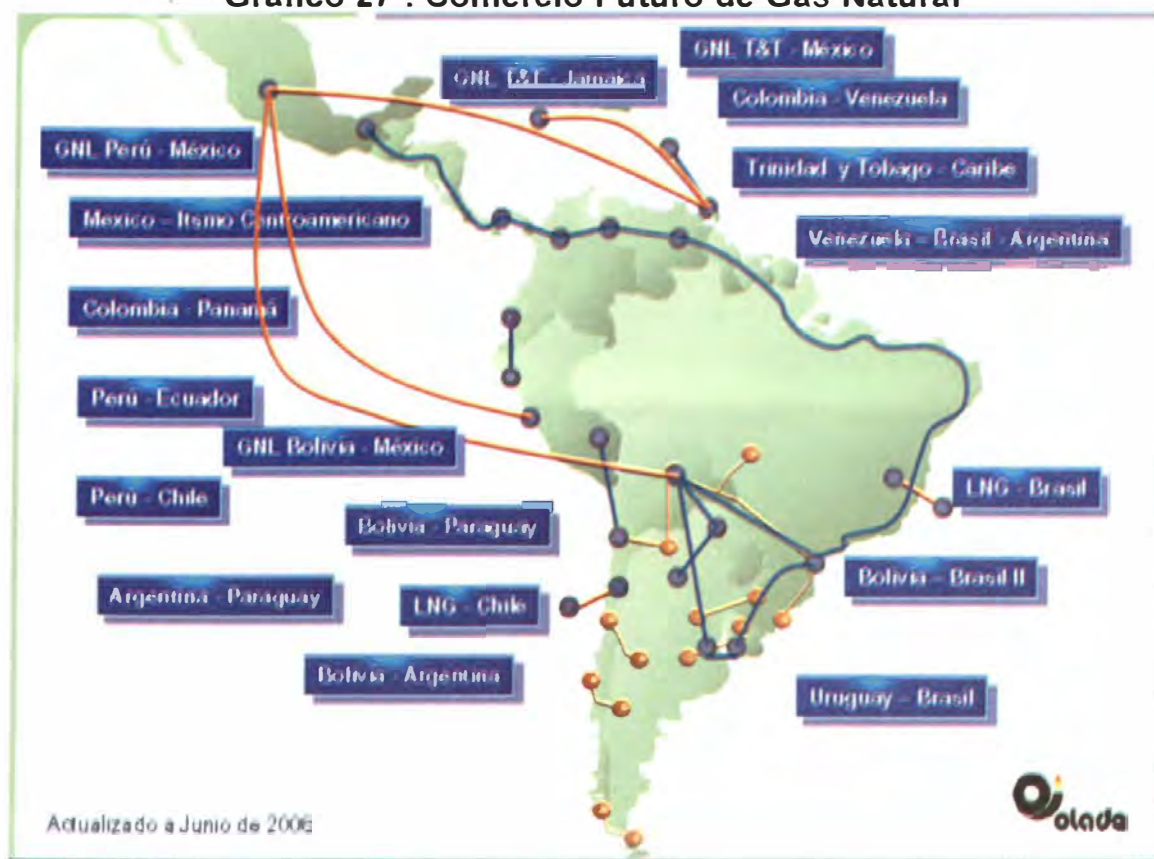 Gráfico 27 : Comercio Futuro de Gas Natural
GNL T&T - México
GNL T&T - Jamaica
Colombia - Venezuela
GNL Perú - México
Trinidad y Tobago - Caribe
Mexico – Itsmo Centroamericano
Venezuela – Brasil - Argentina
Colombia - Panamá
Perú - Ecuador
GNL Bolivia - México
Perú - Chile
LNG - Brasil
Bolivia - Paraguay
Bolivia – Brasil II
Argentina - Paraguay
LNG - Chile
Bolivia - Argentina
Uruguay – Brasil
Actualizado a Junio de 2006
olade